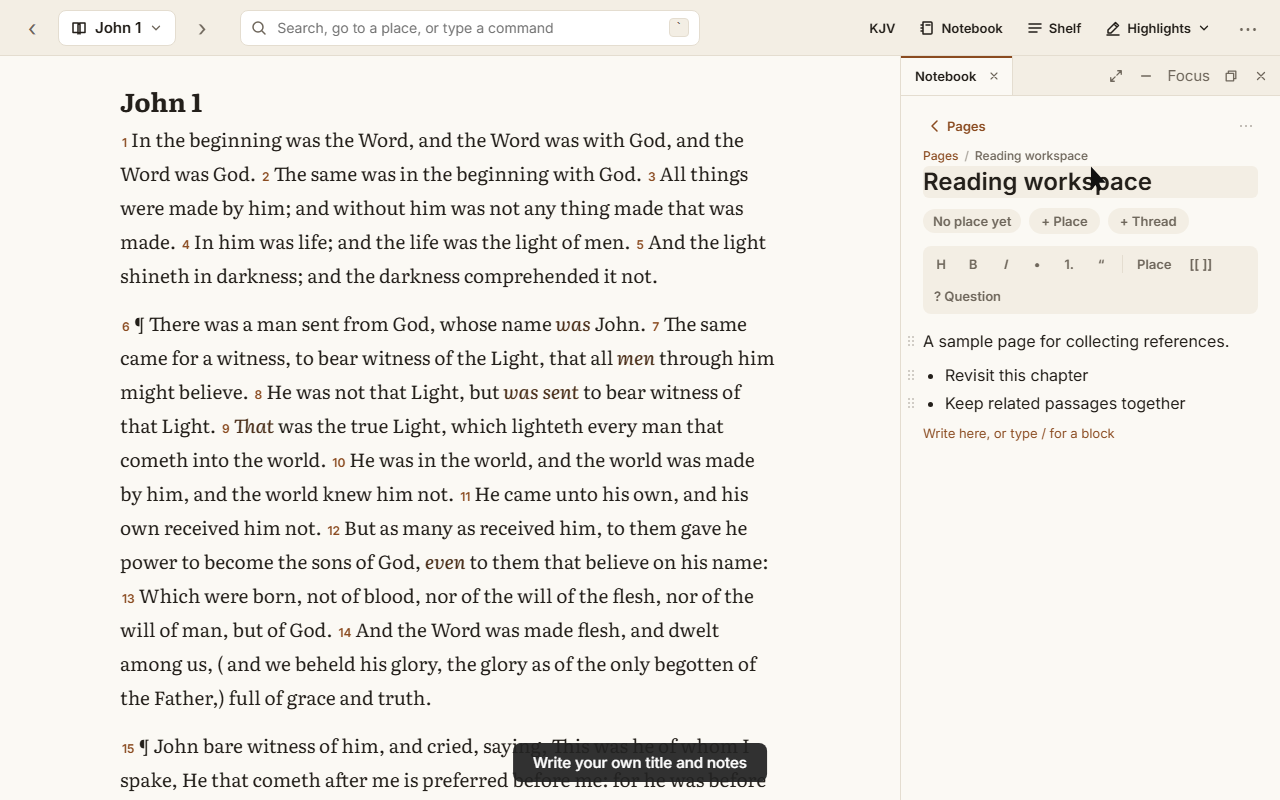 John 1
Search, go to a place, or type a command
`
KJV
Notebook
Shelf
Highlights
John 1
1 In the beginning was the Word, and the Word was with God, and the
Word was God. 2 The same was in the beginning with God. 3 All things
were made by him; and without him was not any thing made that was
made. 4 In him was life; and the life was the light of men. 5 And the light
shineth in darkness; and the darkness comprehended it not.
6 ¶ There was a man sent from God, whose name was John. 7 The same
came for a witness, to bear witness of the Light, that all men through him
might believe. 8 He was not that Light, but was sent to bear witness of
that Light. 9 That was the true Light, which lighteth every man that
cometh into the world. 10 He was in the world, and the world was made
by him, and the world knew him not. 11 He came unto his own, and his
own received him not. 12 But as many as received him, to them gave he
power to become the sons of God, even to them that believe on his name:
13 Which were born, not of blood, nor of the will of the flesh, nor of the
will of man, but of God. 14 And the Word was made flesh, and dwelt
among us, ( and we beheld his glory, the glory as of the only begotten of
the Father,) full of grace and truth.
15 ¶ John bare witness of him, and cried, saying, This was he of whom I
spake, He that cometh after me is preferred before me: for he was before
Write your own title and notes
Notebook
Focus
Pages
Pages / Reading workspace
Reading workspace
No place yet
+ Place
+ Thread
H B I • 1. “ Place [[ ]]
? Question
A sample page for collecting references.
• Revisit this chapter
• Keep related passages together
Write here, or type / for a block